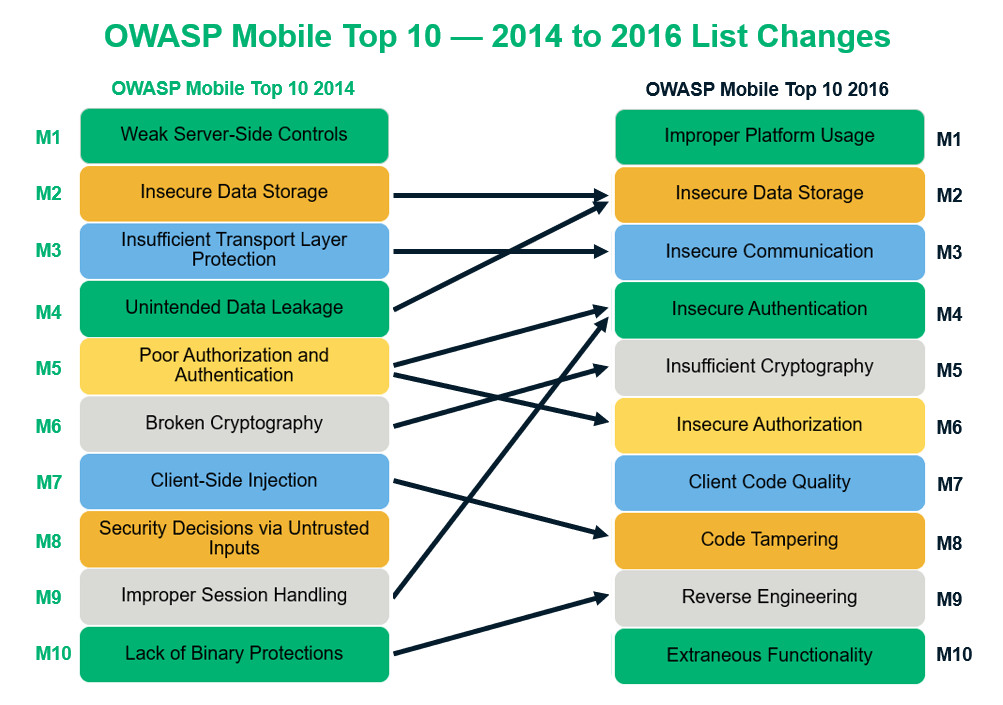 OWASP Mobile Top 10 — 2014 to 2016 List Changes
OWASP Mobile Top 10 2014
M1
Weak Server-Side Controls
M2
Insecure Data Storage
M3
Insufficient Transport Layer
Protection
M4
Unintended Data Leakage
M5
Poor Authorization and
Authentication
M6
Broken Cryptography
M7
Client-Side Injection
M8
Security Decisions via Untrusted
Inputs
M9
Improper Session Handling
M10
Lack of Binary Protections
OWASP Mobile Top 10 2016
Improper Platform Usage
M1
Insecure Data Storage
M2
Insecure Communication
M3
Insecure Authentication
M4
Insufficient Cryptography
M5
Insecure Authorization
M6
Client Code Quality
M7
Code Tampering
M8
Reverse Engineering
M9
Extraneous Functionality
M10